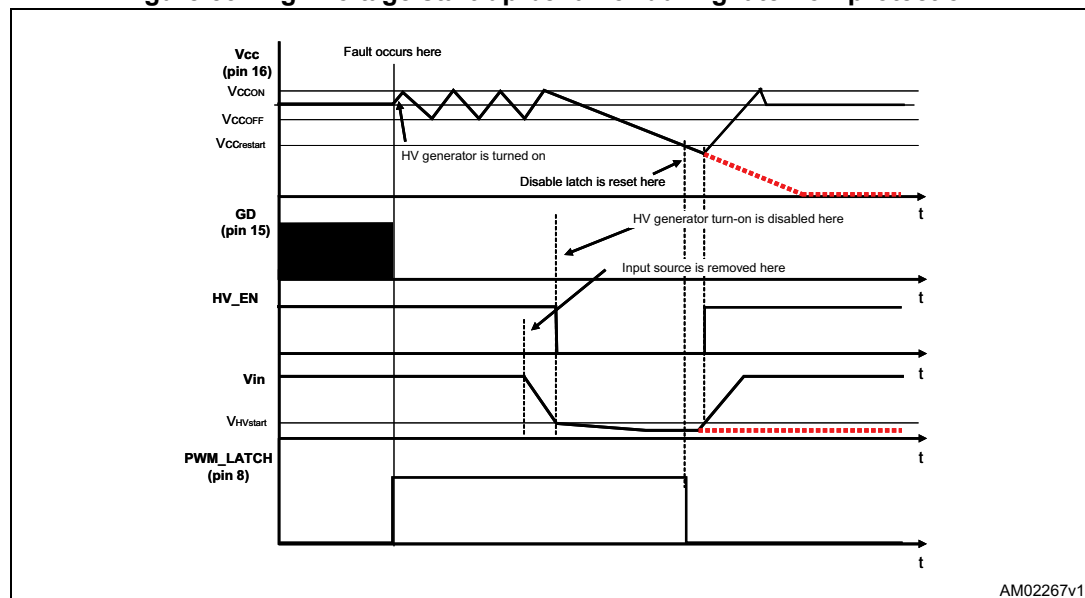 Vcc
(pin 16)
Fault occurs here
VCCON
VCCOFF
VCCrestart
HV generator is turned on
Disable latch is reset here
t
GD
(pin 15)
HV generator turn-on is disabled here
Input source is removed here
t
HV_EN
t
Vin
VHVstart
t
PWM_LATCH
(pin 8)
t
AM02267v1